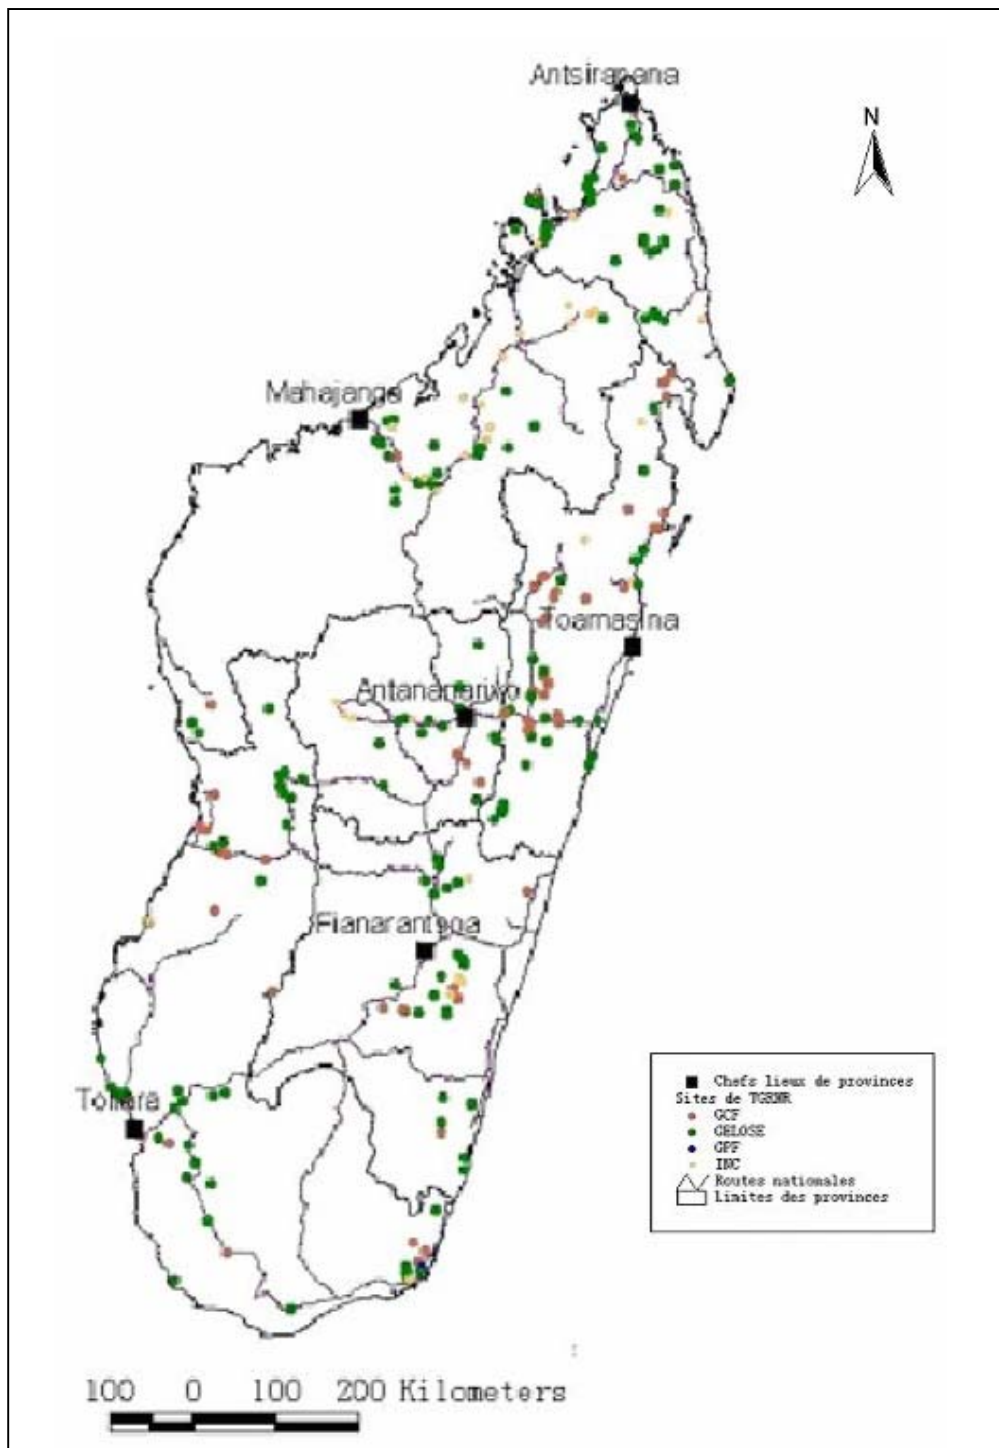 Antsiranana
N
Mahajanga
Toamasina
Antananarivo
Fianarantsoa
Toliara
Chefs lieux de provinces
Sites de TGRNR
GCF
GELOSE
GPF
INC
Routes nationales
Limites des provinces
100 0 100 200 Kilometers